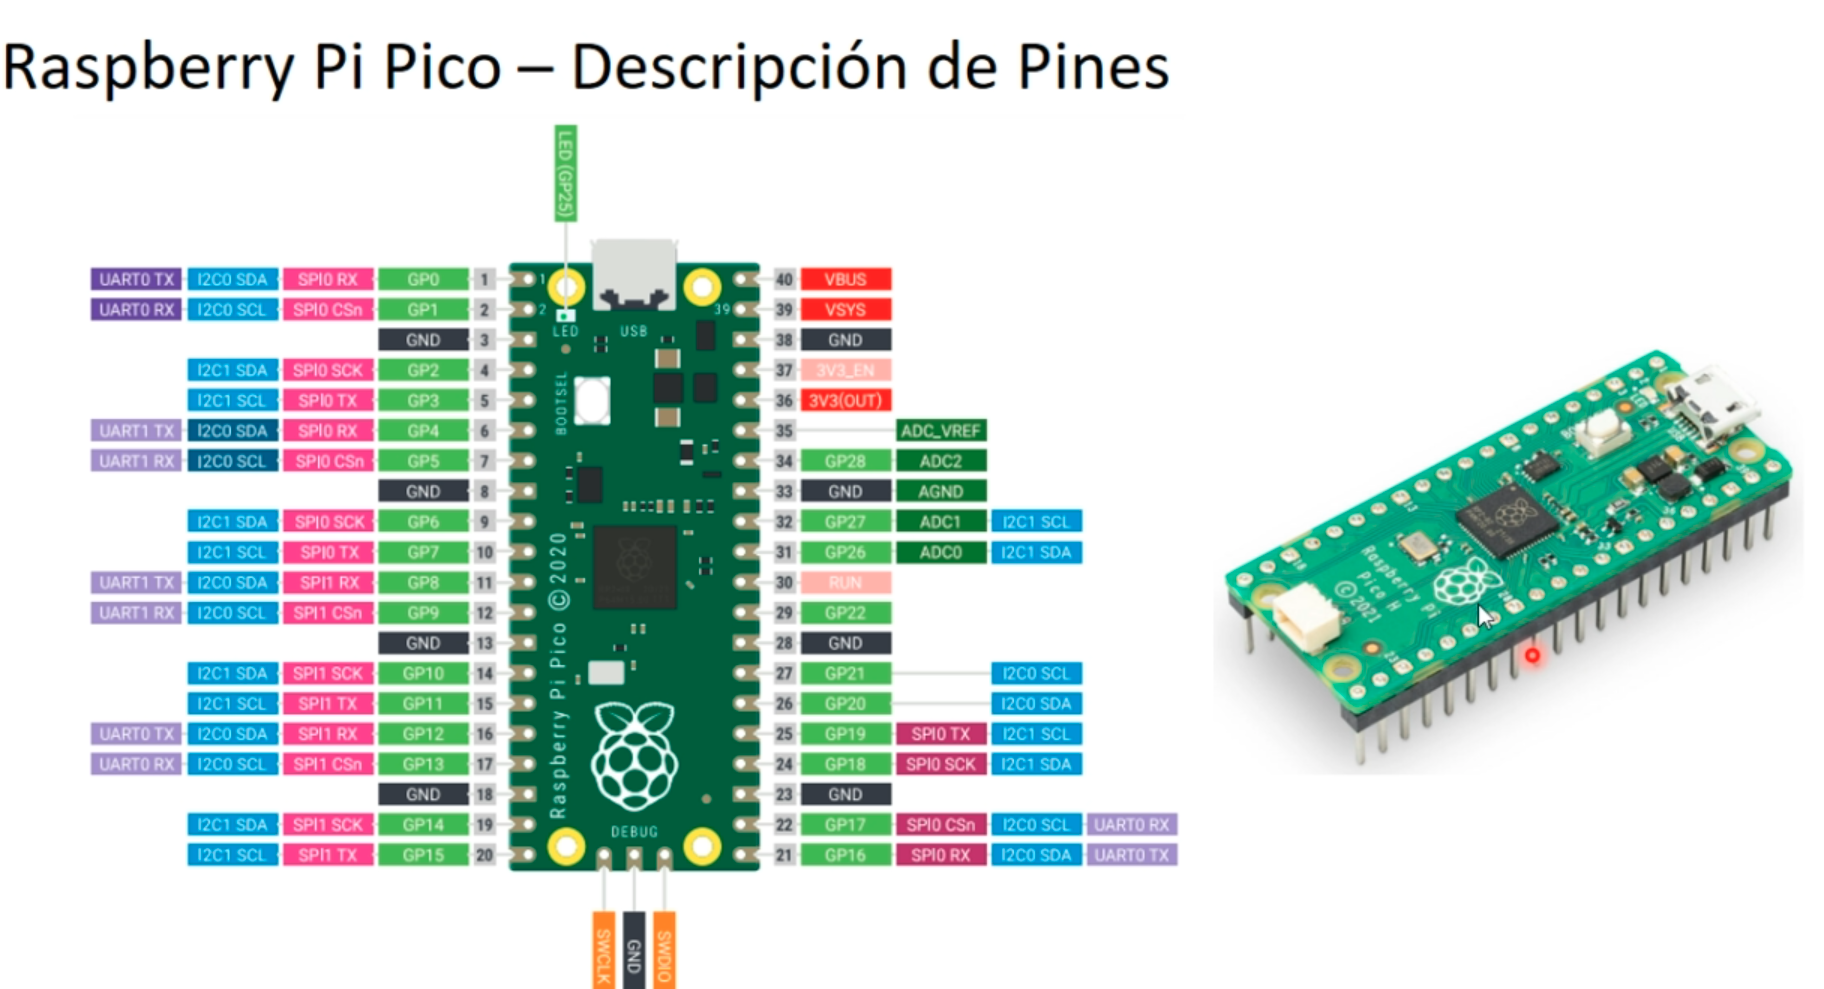 Raspberry Pi Pico – Descripción de Pines
LED (GP25)
UART0 TX I2C0 SDA SPI0 RX GP0 1 1 40 VBUS
UART0 RX I2C0 SCL SPI0 CSn GP1 2 2 39 39 VSYS
LED USB
GND 3 38 GND
I2C1 SDA SPI0 SCK GP2 4 37 3V3_EN
I2C1 SCL SPI0 TX GP3 5 36 3V3(OUT)
BOOTSEL
UART1 TX I2C0 SDA SPI0 RX GP4 6 35 ADC_VREF
UART1 RX I2C0 SCL SPI0 CSn GP5 7 34 GP28 ADC2
GND 8 33 GND AGND
I2C1 SDA SPI0 SCK GP6 9 32 GP27 ADC1 I2C1 SCL
I2C1 SCL SPI0 TX GP7 10 31 GP26 ADC0 I2C1 SDA
UART1 TX I2C0 SDA SPI1 RX GP8 11 30 RUN
UART1 RX I2C0 SCL SPI1 CSn GP9 12 29 GP22
GND 13 28 GND
I2C1 SDA SPI1 SCK GP10 14 27 GP21 I2C0 SCL
I2C1 SCL SPI1 TX GP11 15 26 GP20 I2C0 SDA
UART0 TX I2C0 SDA SPI1 RX GP12 16 25 GP19 SPI0 TX I2C1 SCL
UART0 RX I2C0 SCL SPI1 CSn GP13 17 24 GP18 SPI0 SCK I2C1 SDA
GND 18 23 GND
I2C1 SDA SPI1 SCK GP14 19 22 GP17 SPI0 CSn I2C0 SCL UART0 RX
I2C1 SCL SPI1 TX GP15 20 21 GP16 SPI0 RX I2C0 SDA UART0 TX
Raspberry Pi Pico ©2020
DEBUG
SWCLK GND SWDIO
Raspberry Pi
Pico H
©2021